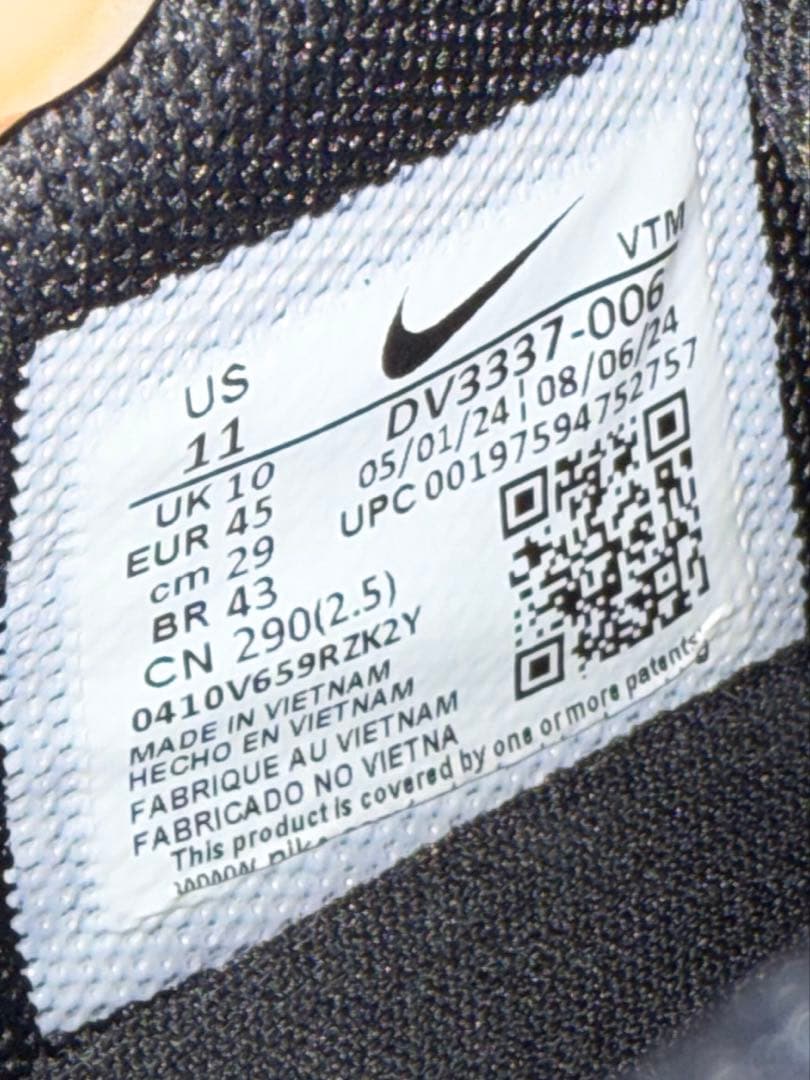 VTM
US
11
DV3337-006
05/01/24 | 08/06/24
UPC 00197594752757
UK 10
EUR 45
cm 29
BR 43
CN 290(2.5)
0410V659RZK2Y
MADE IN VIETNAM
HECHO EN VIETNAM
FABRIQUE AU VIETNAM
FABRICADO NO VIETNA
This product is covered by one or more patents.